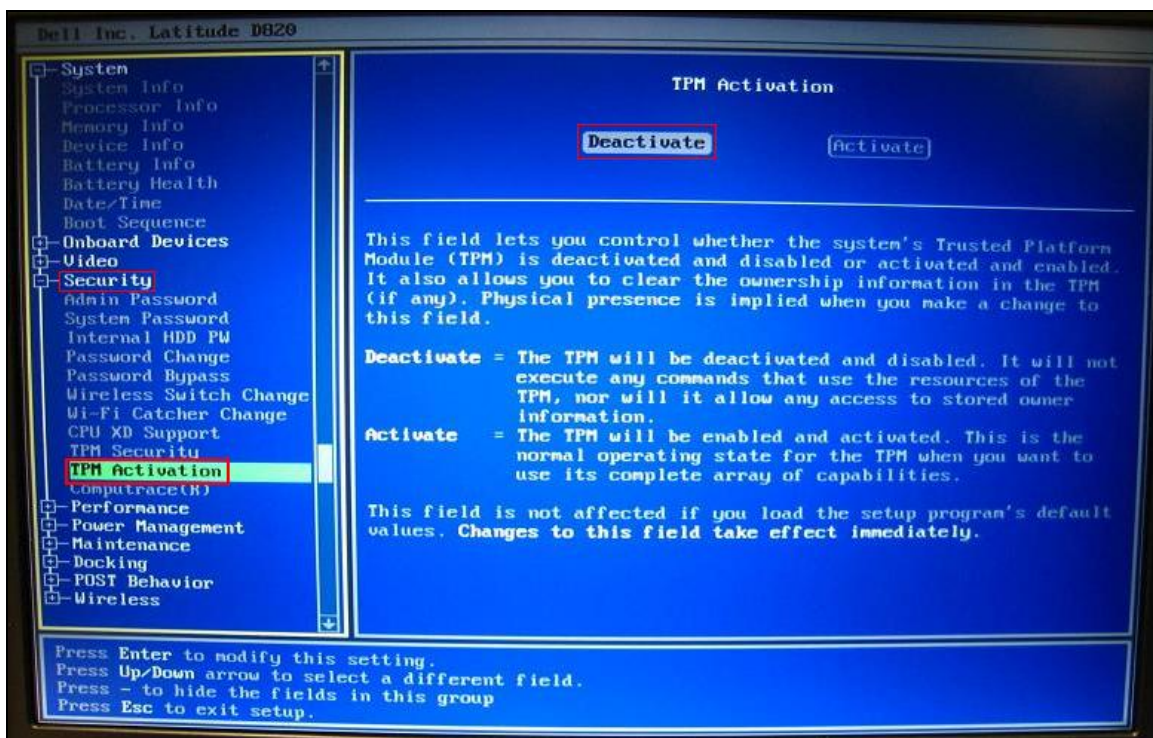 Dell Inc. Latitude D820
System
System Info
Processor Info
Memory Info
Device Info
Battery Info
Battery Health
Date/Time
Boot Sequence
Onboard Devices
Video
Security
Admin Password
System Password
Internal HDD PW
Password Change
Password Bypass
Wireless Switch Change
Wi-Fi Catcher Change
CPU XD Support
TPM Security
TPM Activation
Computrace(R)
Performance
Power Management
Maintenance
Docking
POST Behavior
Wireless
TPM Activation
Deactivate Activate
This field lets you control whether the system's Trusted Platform
Module (TPM) is deactivated and disabled or activated and enabled.
It also allows you to clear the ownership information in the TPM
(if any). Physical presence is implied when you make a change to
this field.
Deactivate = The TPM will be deactivated and disabled. It will not
execute any commands that use the resources of the
TPM, nor will it allow any access to stored owner
information.
Activate = The TPM will be enabled and activated. This is the
normal operating state for the TPM when you want to
use its complete array of capabilities.
This field is not affected if you load the setup program's default
values. Changes to this field take effect immediately.
Press Enter to modify this setting.
Press Up/Down arrow to select a different field.
Press - to hide the fields in this group
Press Esc to exit setup.